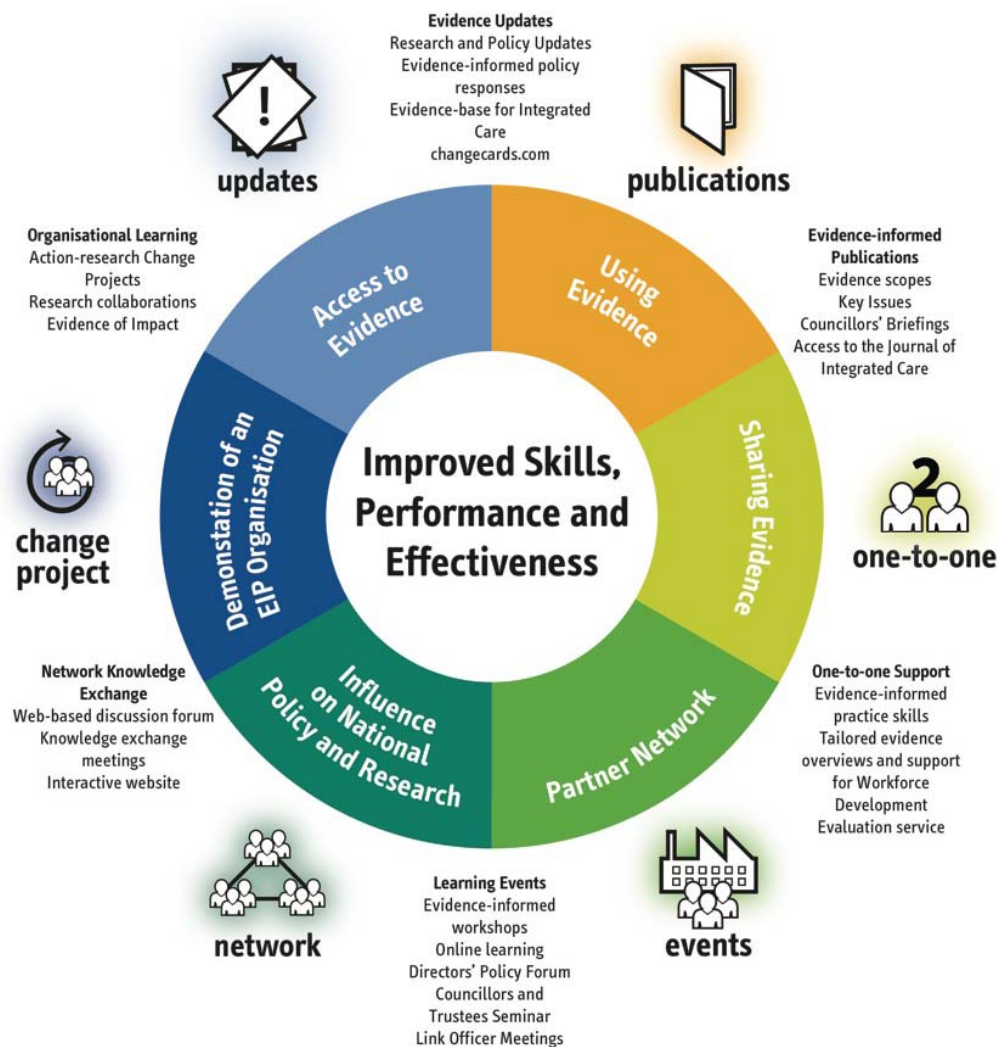 Evidence Updates
Research and Policy Updates
Evidence-informed policy
responses
Evidence-base for Integrated
Care
changecards.com
!
updates
publications
Organisational Learning
Action-research Change
Projects
Research collaborations
Evidence of Impact
Evidence-informed
Publications
Evidence scopes
Key Issues
Councillors' Briefings
Access to the Journal of
Integrated Care
Access to
Evidence
Using
Evidence
Sharing Evidence
Partner Network
Influence
on National
Policy and Research
Demonstation of an
EIP Organisation
Improved Skills,
Performance and
Effectiveness
change
project
2
one-to-one
Network Knowledge
Exchange
Web-based discussion forum
Knowledge exchange
meetings
Interactive website
One-to-one Support
Evidence-informed
practice skills
Tailored evidence
overviews and support
for Workforce
Development
Evaluation service
network
events
Learning Events
Evidence-informed
workshops
Online learning
Directors' Policy Forum
Councillors and
Trustees Seminar
Link Officer Meetings